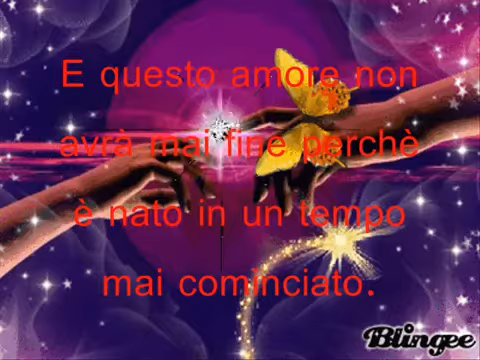 E questo amore non
avrà mai fine perchè
è nato in un tempo
mai cominciato.
Blingee